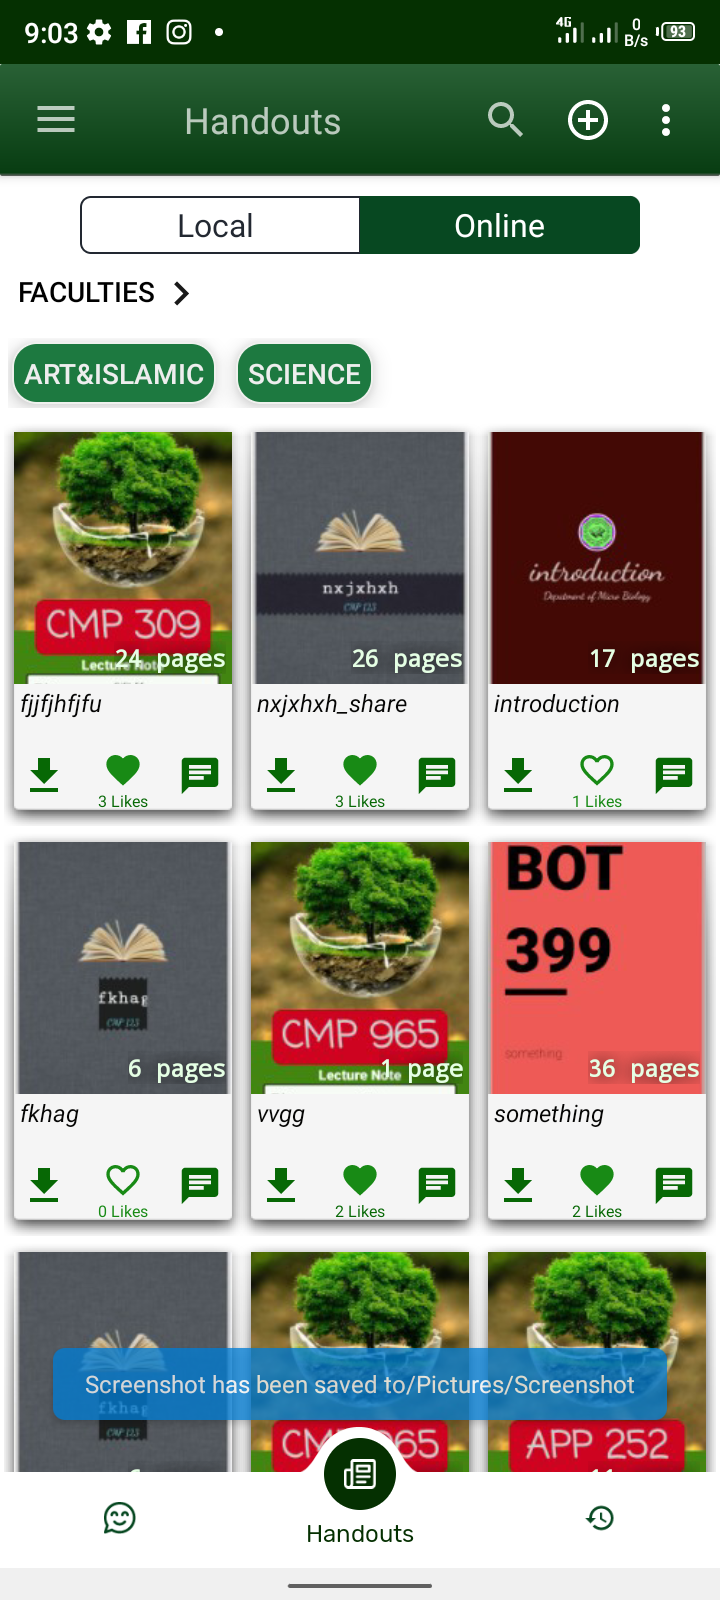 9:03
4G
0
B/s
93
Handouts
Local
Online
FACULTIES
ART&ISLAMIC
SCIENCE
CMP 309
Lecture Note
24 pages
nxjxhxh
CMP 123
26 pages
introduction
Department of Micro Biology
17 pages
fjjfjhfjfu
nxjxhxh_share
introduction
3 Likes
3 Likes
1 Likes
fkhag
CMP 123
6 pages
CMP 965
Lecture Note
1 page
BOT
399
something
36 pages
fkhag
vvgg
something
0 Likes
2 Likes
2 Likes
fkhag
CMP 123
APP 252
Screenshot has been saved to/Pictures/Screenshot
Handouts